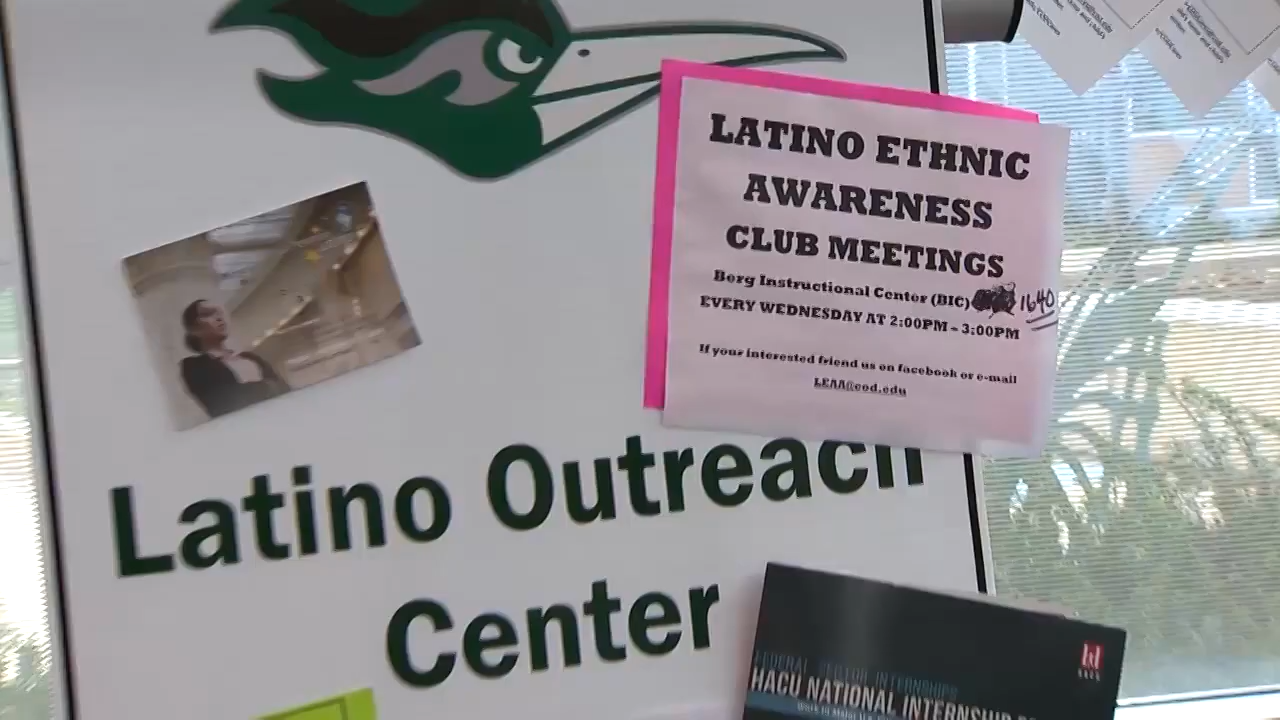 LATINO ETHNIC
AWARENESS
CLUB MEETINGS
Berg Instructional Center (BIC) 1640
EVERY WEDNESDAY AT 2:00PM - 3:00PM
If your interested friend us on facebook or e-mail
LEAA@cod.edu
Latino Outreach
Center
FEDERAL SECTOR INTERNSHIPS
HACU NATIONAL INTERNSHIP